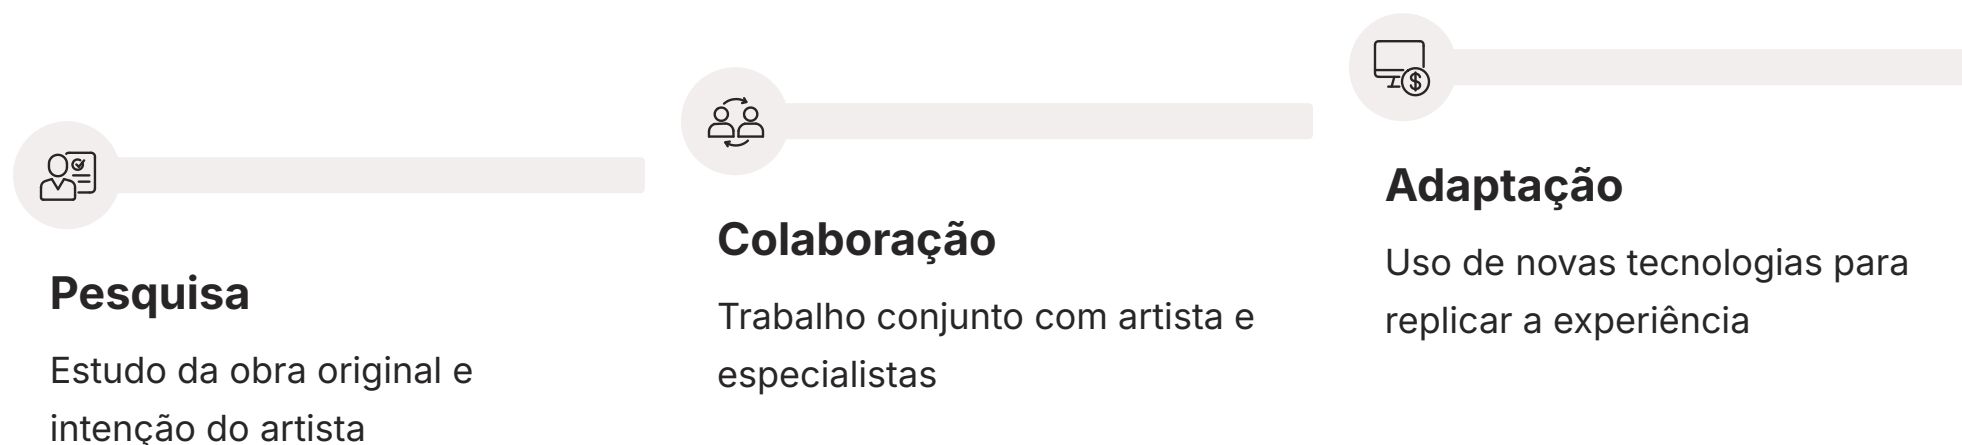 Pesquisa
Estudo da obra original e
intenção do artista
Colaboração
Trabalho conjunto com artista e
especialistas
Adaptação
Uso de novas tecnologias para
replicar a experiência